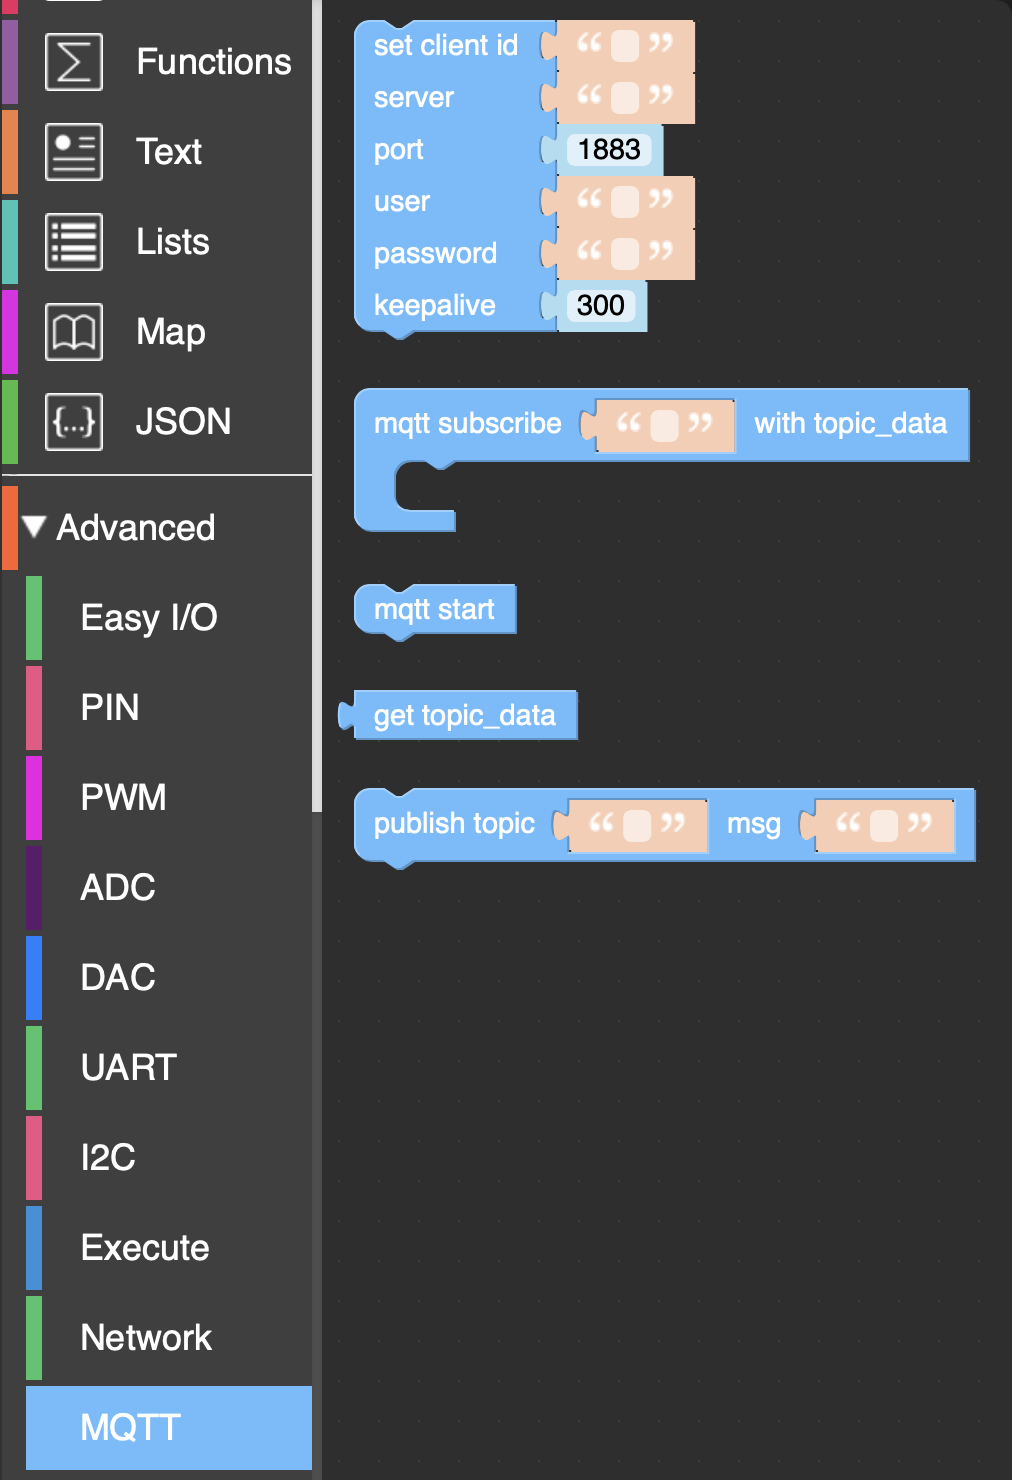 Functions
Text
Lists
Map
{...} JSON
Advanced
Easy I/O
PIN
PWM
ADC
DAC
UART
I2C
Execute
Network
MQTT
set client id “ ”
server “ ”
port 1883
user “ ”
password “ ”
keepalive 300
mqtt subscribe “ ” with topic_data
mqtt start
get topic_data
publish topic “ ” msg “ ”